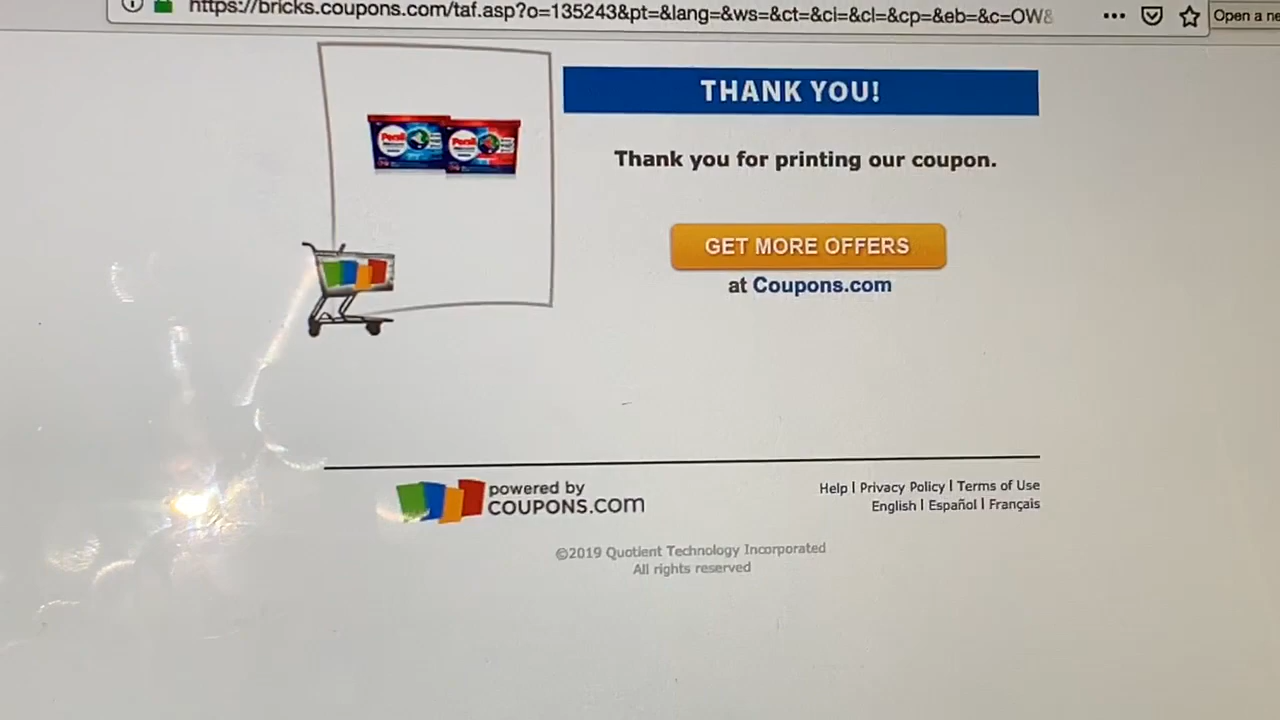 https://bricks.coupons.com/taf.asp?o=135243&pt=&lang=&ws=&ct=&ci=&cl=&cp=&eb=&c=OW&
Open a ne
THANK YOU!
Persil
Persil
Thank you for printing our coupon.
GET MORE OFFERS
at Coupons.com
powered by
COUPONS.com
Help | Privacy Policy | Terms of Use
English | Español | Français
©2019 Quotient Technology Incorporated
All rights reserved